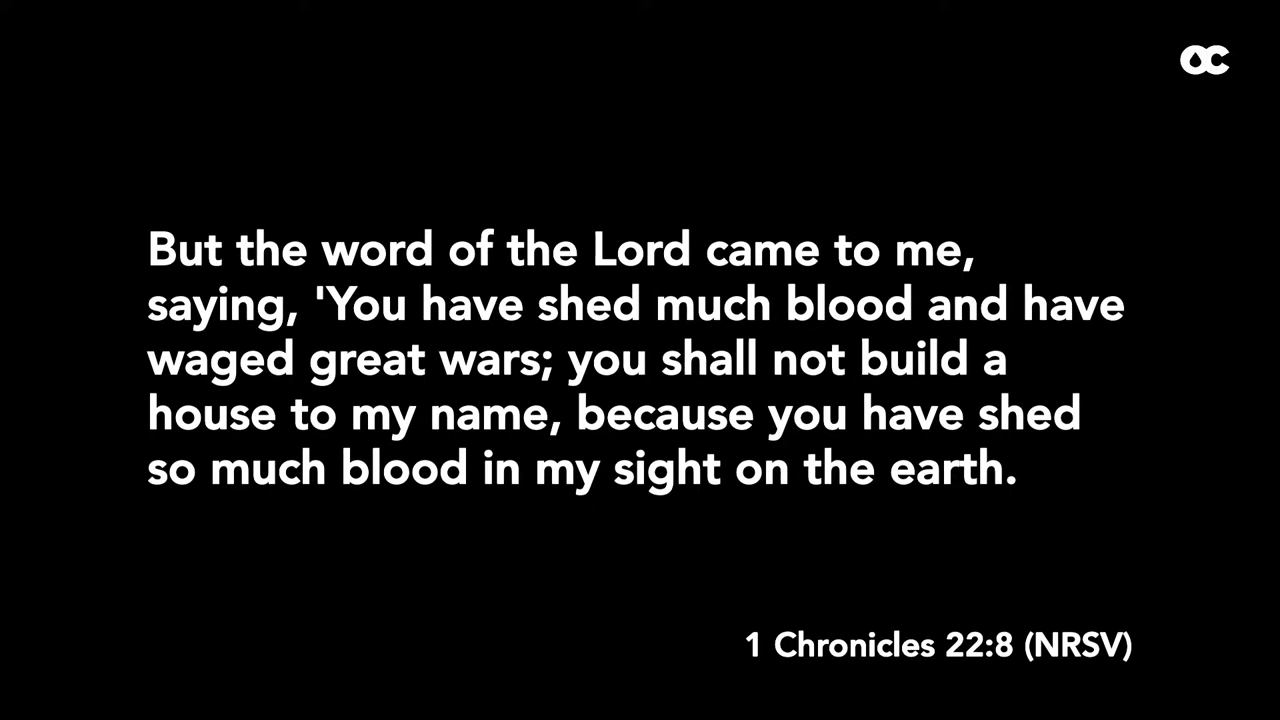 OC
But the word of the Lord came to me,
saying, 'You have shed much blood and have
waged great wars; you shall not build a
house to my name, because you have shed
so much blood in my sight on the earth.
1 Chronicles 22:8 (NRSV)